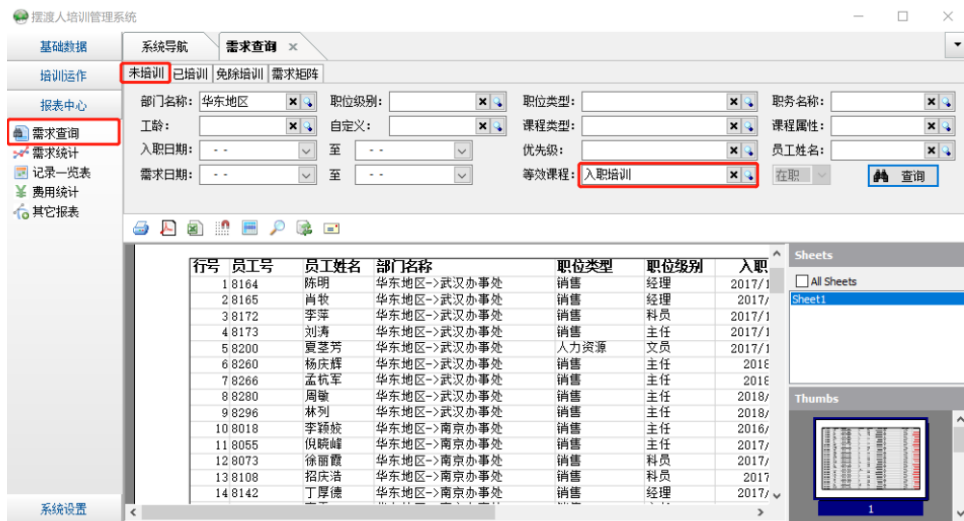 摆渡人培训管理系统
基础数据
培训运作
报表中心
需求查询
需求统计
记录一览表
费用统计
其它报表
系统设置
系统导航 需求查询
未培训 已培训 免除培训 需求矩阵
部门名称: 华东地区 职位级别: 职位类型: 职务名称:
工龄: 自定义: 课程类型: 课程属性:
入职日期: - - 至 - - 优先级: 员工姓名:
需求日期: - - 至 - - 等效课程: 入职培训 在职 查询
行号 员工号 员工姓名 部门名称 职位类型 职位级别 入职
1 8164 陈明 华东地区->武汉办事处 销售 经理 2017/1
2 8165 肖牧 华东地区->武汉办事处 销售 经理 2017/
3 8172 李萍 华东地区->武汉办事处 销售 科员 2017/1
4 8173 刘涛 华东地区->武汉办事处 销售 主任 2017/1
5 8200 夏茎芳 华东地区->武汉办事处 人力资源 文员 2017/1
6 8260 杨庆辉 华东地区->武汉办事处 销售 主任 2018
7 8266 孟杭军 华东地区->武汉办事处 销售 主任 2018
8 8280 周敏 华东地区->武汉办事处 销售 主任 2018/
9 8296 林列 华东地区->武汉办事处 销售 主任 2018/
10 8018 李颖姣 华东地区->南京办事处 销售 主任 2016/
11 8055 倪晓峰 华东地区->南京办事处 销售 主任 2017/
12 8073 徐丽霞 华东地区->南京办事处 销售 科员 2017/
13 8108 招庆浩 华东地区->南京办事处 销售 科员 2017
14 8142 丁厚德 华东地区->南京办事处 销售 经理 2017/
Sheets
All Sheets
Sheet1
Thumbs
1